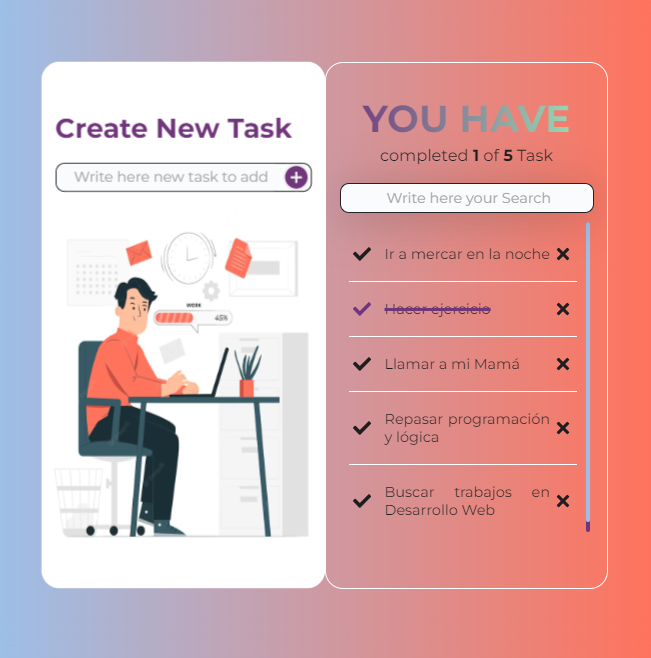 Create New Task
Write here new task to add
WORK
45%
YOU HAVE
completed 1 of 5 Task
Write here your Search
Ir a mercar en la noche
Hacer ejercicio
Llamar a mi Mamá
Repasar programación
y lógica
Buscar trabajos en
Desarrollo Web